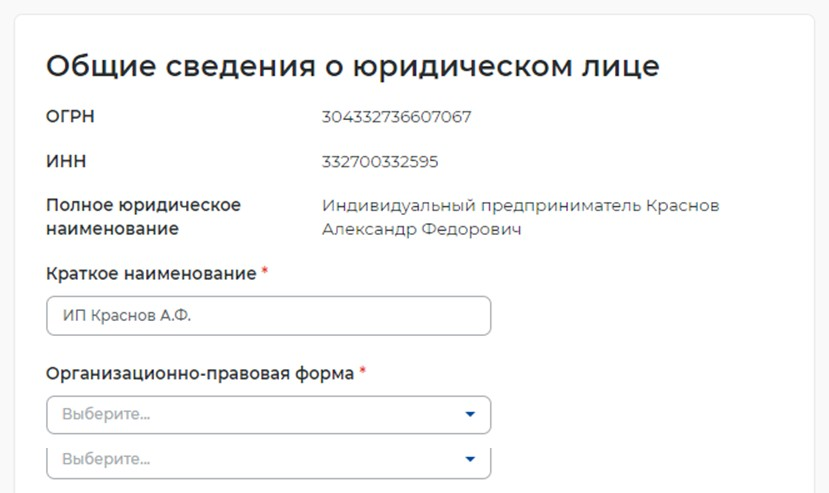 Общие сведения о юридическом лице
ОГРН 304332736607067
ИНН 332700332595
Полное юридическое Индивидуальный предприниматель Краснов
наименование Александр Федорович
Краткое наименование *
ИП Краснов А.Ф.
Организационно-правовая форма *
Выберите...
Выберите...